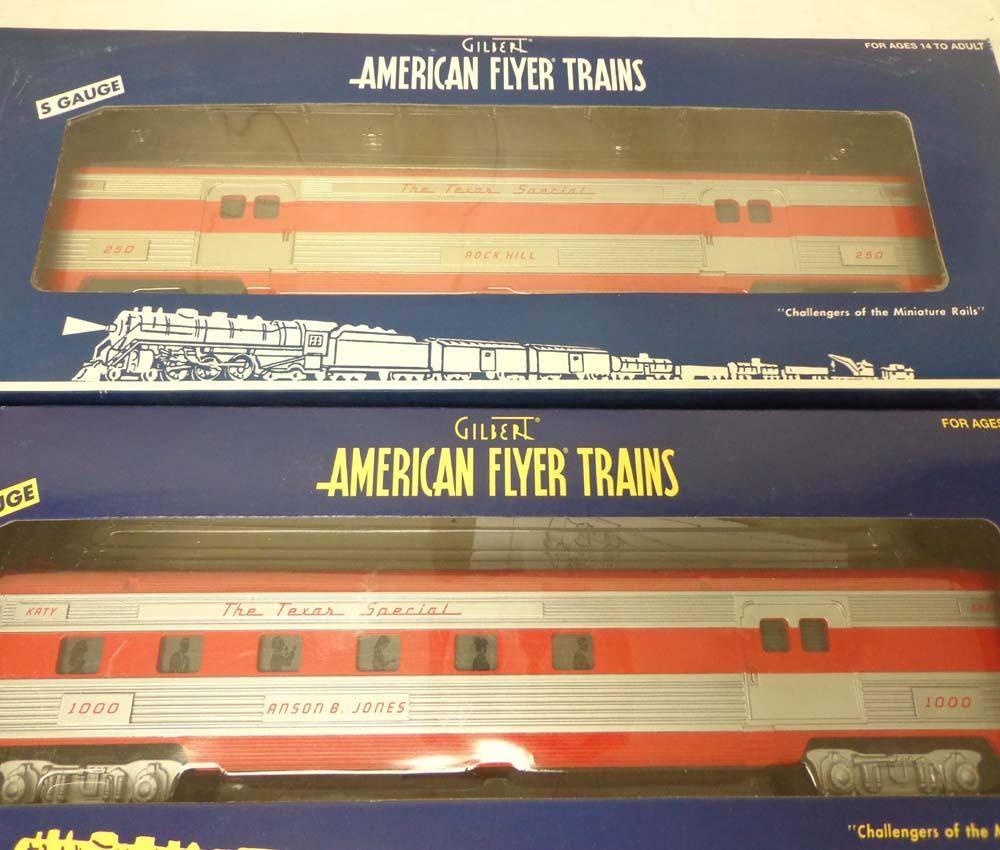 GILBERT®
AMERICAN FLYER® TRAINS
FOR AGES 14 TO ADULT
S GAUGE
The Texas Special
250
ROCK HILL
250
"Challengers of the Miniature Rails"
GILBERT®
AMERICAN FLYER® TRAINS
FOR AGES
UGE
KATY
The Texas Special
1000
ANSON B. JONES
1000
"Challengers of the M